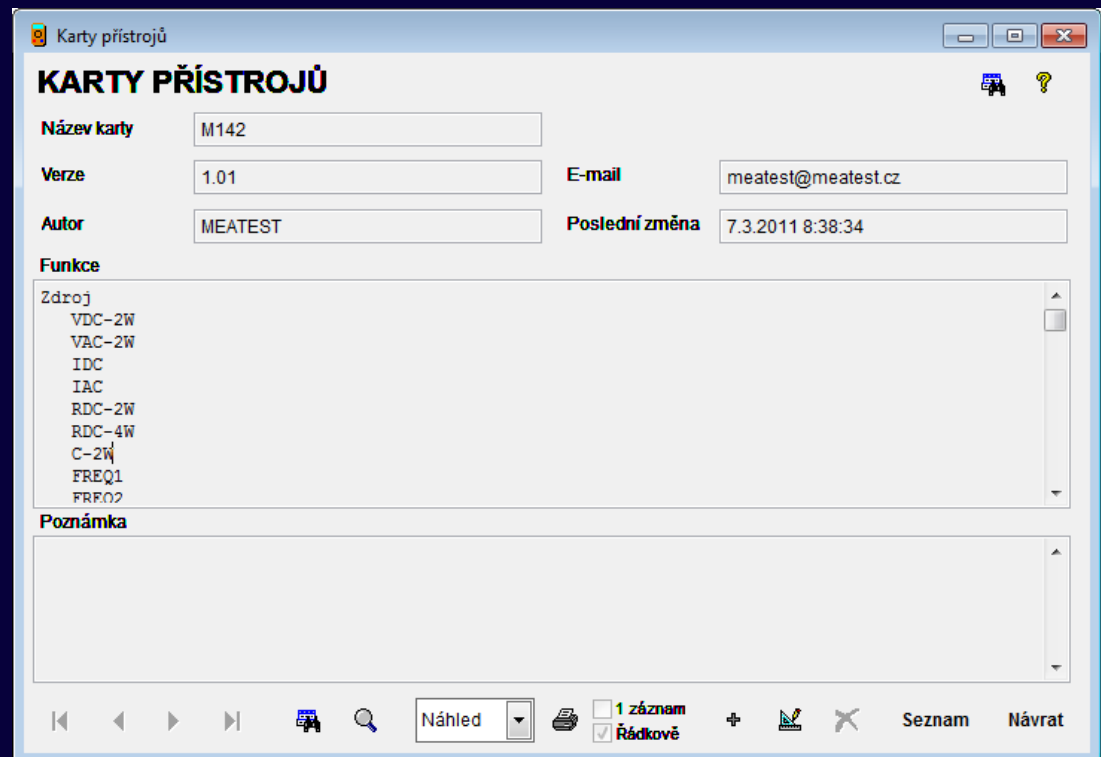 Karty přístrojů
KARTY PŘÍSTROJŮ
Název karty M142
Verze 1.01 E-mail meatest@meatest.cz
Autor MEATEST Poslední změna 7.3.2011 8:38:34
Funkce
Zdroj
VDC-2W
VAC-2W
IDC
IAC
RDC-2W
RDC-4W
C-2W
FREQ1
FREQ2
Poznámka
Náhled 1 záznam
Řádkově Seznam Návrat